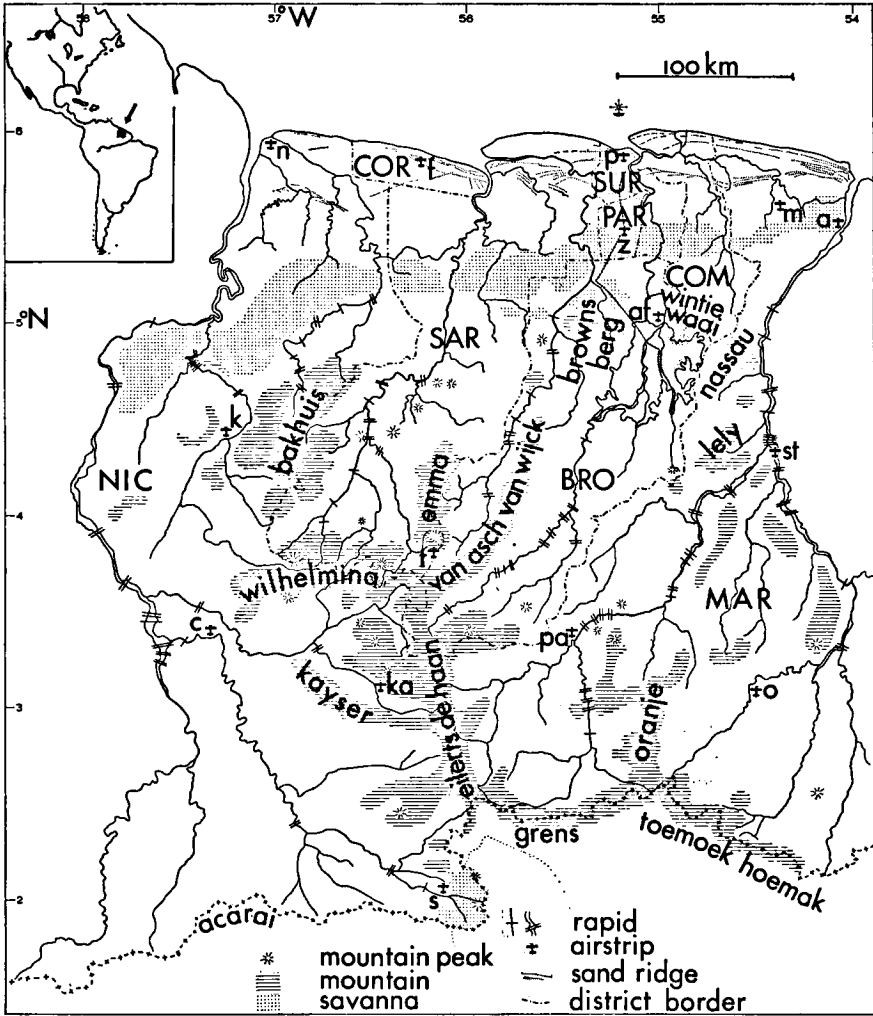 58
57
°W
56
55
54
100 km
6
n
COR
f
p
SUR
PAR
z
m
a
°N
5
SAR
COM
wintie
waai
af
browns
berg
nassau
k
bakhuis
NIC
emma
van asch van wijck
BRO
lely
st
4
f
wilhelmina
MAR
c
pa
kayser
ka
eilerts de haan
oranje
o
3
grens
toemoek hoemak
s
2
acarai
rapid
airstrip
mountain peak
sand ridge
mountain
district border
savanna